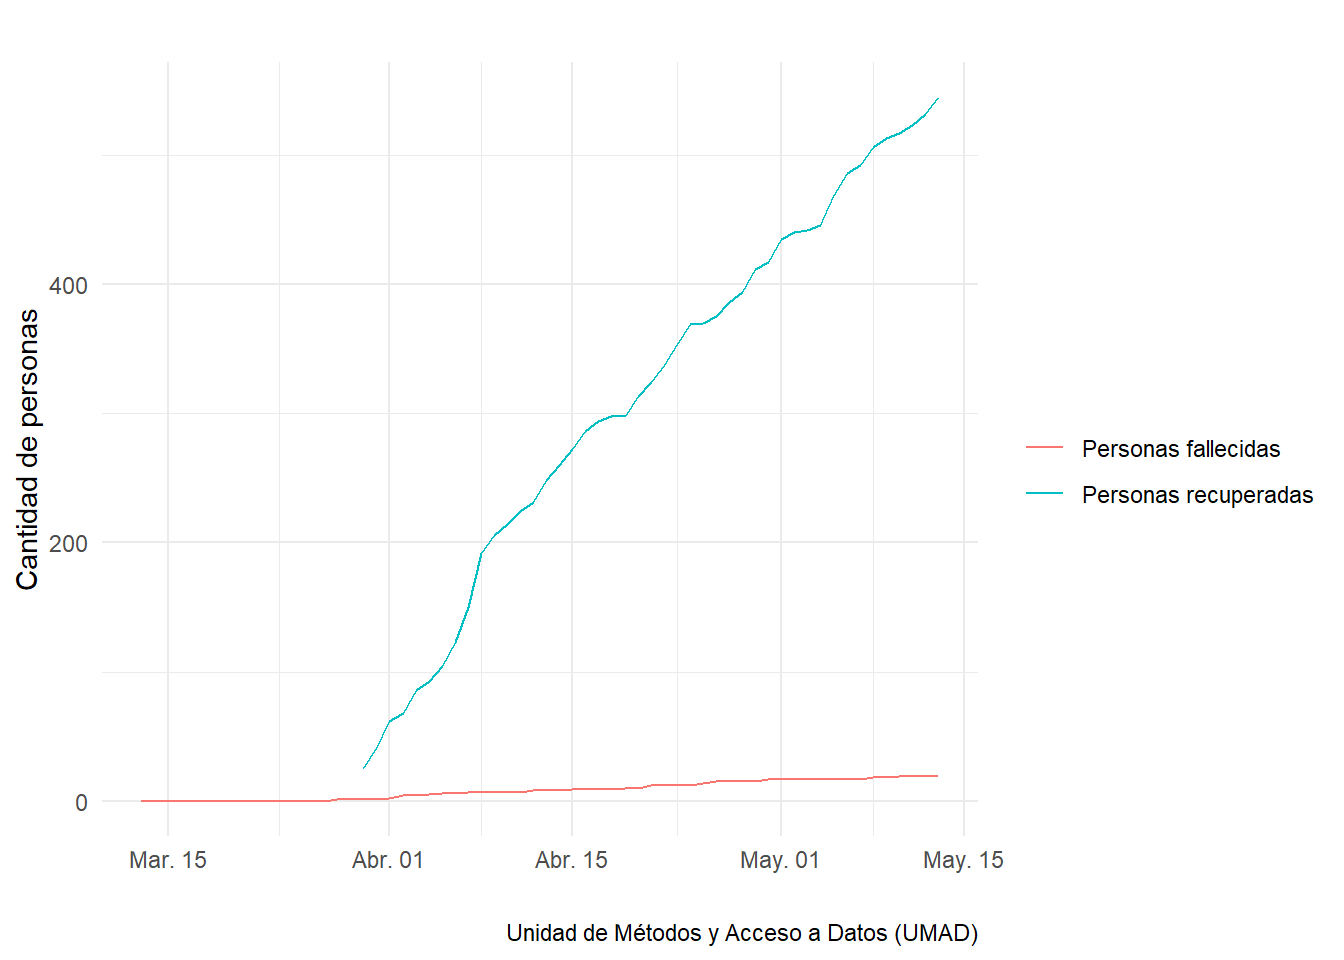 Cantidad de personas
400
200
0
Mar. 15
Abr. 01
Abr. 15
May. 01
May. 15
Personas fallecidas
Personas recuperadas
Unidad de Métodos y Acceso a Datos (UMAD)